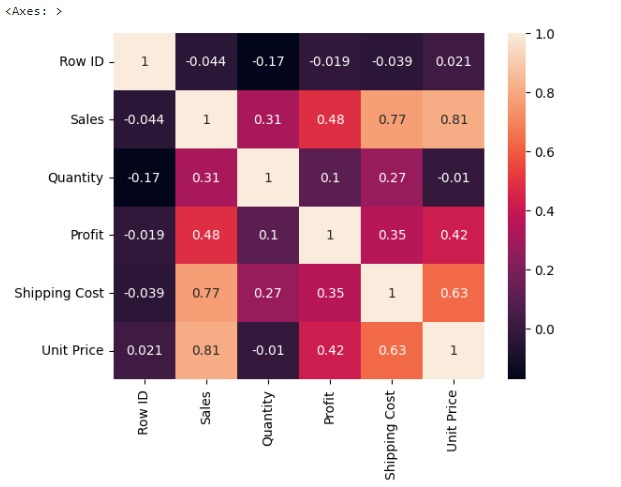 <Axes: >
1.0
Row ID 1 -0.044 -0.17 -0.019 -0.039 0.021
0.8
Sales -0.044 1 0.31 0.48 0.77 0.81
0.6
Quantity -0.17 0.31 1 0.1 0.27 -0.01
0.4
Profit -0.019 0.48 0.1 1 0.35 0.42
0.2
Shipping Cost -0.039 0.77 0.27 0.35 1 0.63
0.0
Unit Price 0.021 0.81 -0.01 0.42 0.63 1
Row ID
Sales
Quantity
Profit
Shipping Cost
Unit Price